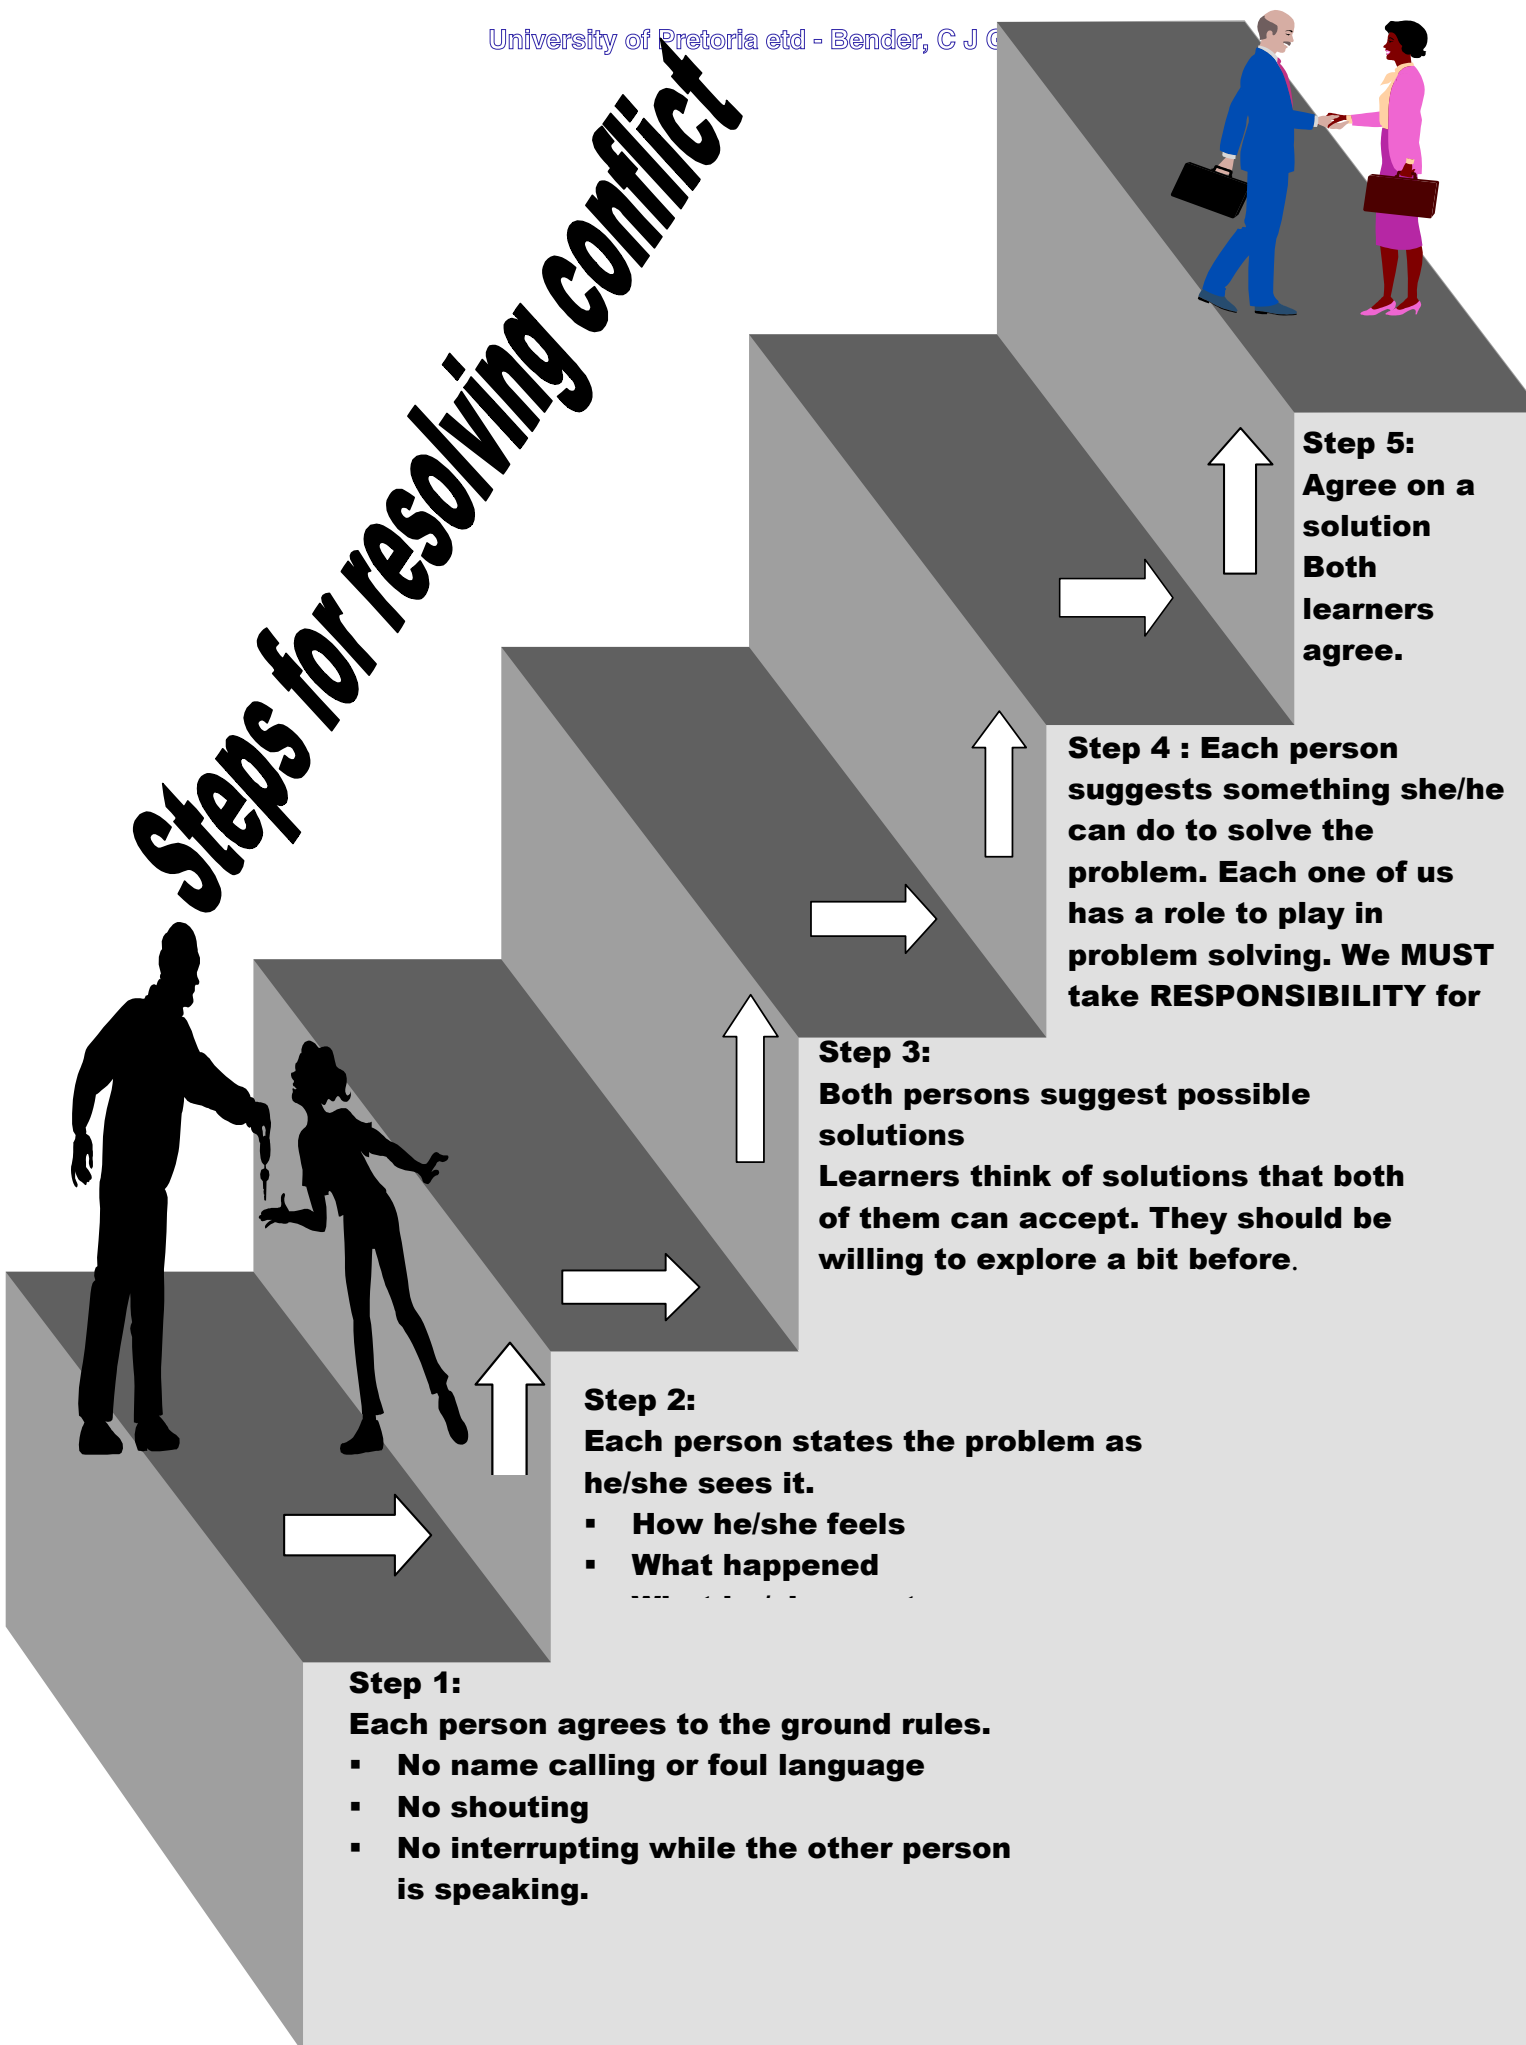 University of Pretoria etd - Bender, C J G
Steps for resolving conflict
Step 5:
Agree on a
solution
Both
learners
agree.
Step 4 : Each person
suggests something she/he
can do to solve the
problem. Each one of us
has a role to play in
problem solving. We MUST
take RESPONSIBILITY for
Step 3:
Both persons suggest possible
solutions
Learners think of solutions that both
of them can accept. They should be
willing to explore a bit before.
Step 2:
Each person states the problem as
he/she sees it.
▪ How he/she feels
▪ What happened
Step 1:
Each person agrees to the ground rules.
▪ No name calling or foul language
▪ No shouting
▪ No interrupting while the other person
is speaking.